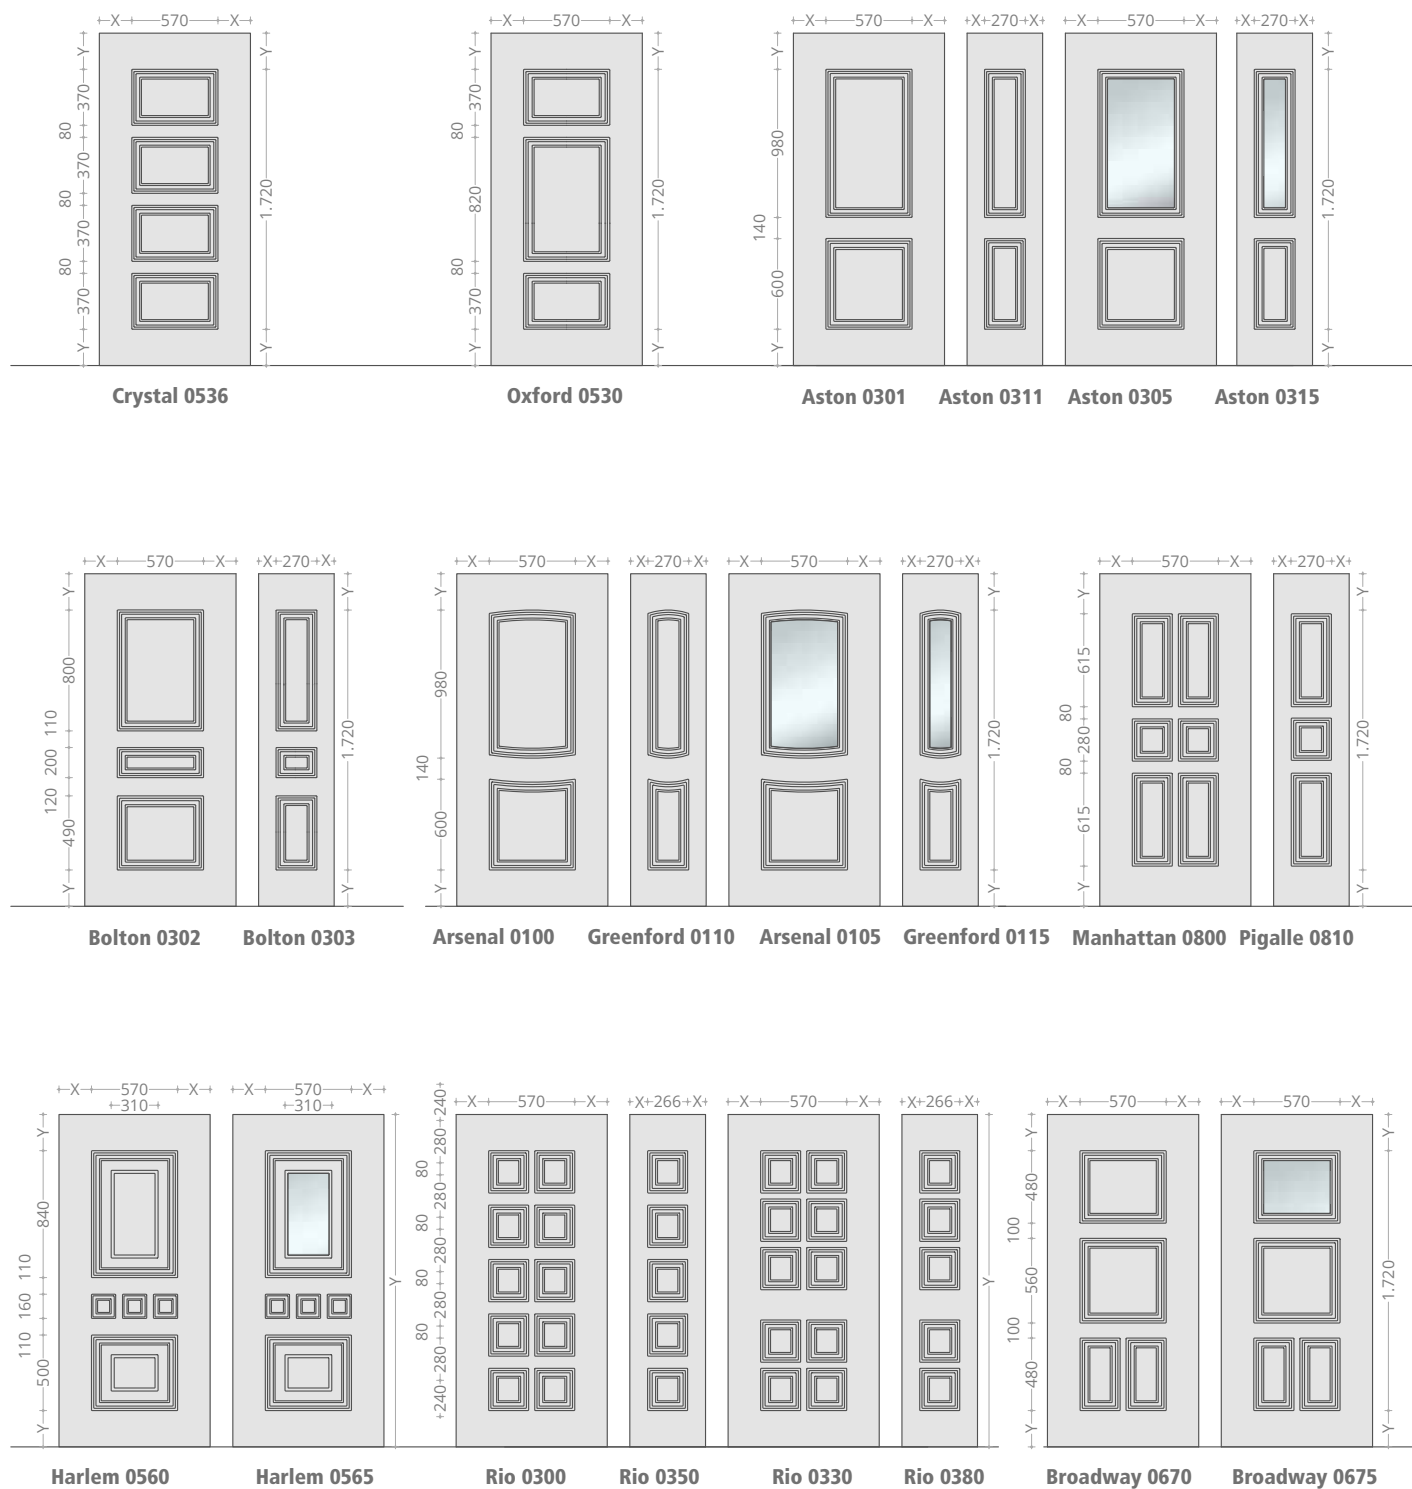 X 570 X
X 570 X
X 570 X
X 270 X
X 570 X
X 270 X
Y
370
80
370
80
370
80
370
Y
Y
1.720
Y
Y
370
80
820
80
370
Y
Y
1.720
Y
Y
980
140
600
Y
Y
1.720
Y
Crystal 0536
Oxford 0530
Aston 0301
Aston 0311
Aston 0305
Aston 0315
X 570 X
X 270 X
X 570 X
X 270 X
X 570 X
X 270 X
X 570 X
X 270 X
Y
800
110
200
120
490
Y
Y
1.720
Y
Y
980
140
600
Y
Y
1.720
Y
Y
615
80
280
80
615
Y
Y
1.720
Y
Bolton 0302
Bolton 0303
Arsenal 0100
Greenford 0110
Arsenal 0105
Greenford 0115
Manhattan 0800
Pigalle 0810
X 570 X
310
X 570 X
310
X 570 X
X 266 X
X 570 X
X 266 X
X 570 X
X 570 X
Y
840
110
160
110
500
Y
Y
240
280
80
280
80
280
80
280
80
280
240
Y
Y
480
100
560
100
480
Y
Y
1.720
Y
Harlem 0560
Harlem 0565
Rio 0300
Rio 0350
Rio 0330
Rio 0380
Broadway 0670
Broadway 0675